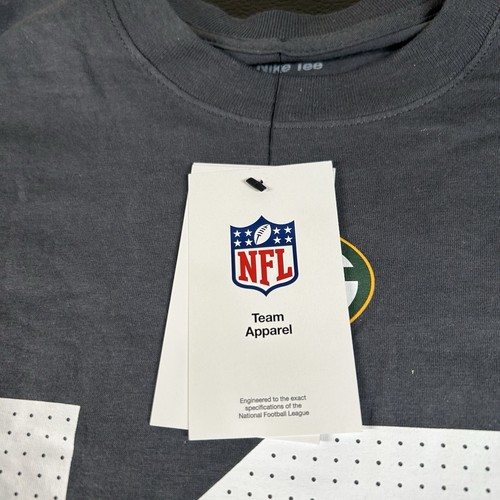 Nike Tee
NFL
Team
Apparel
Engineered to the exact
specifications of the
National Football League